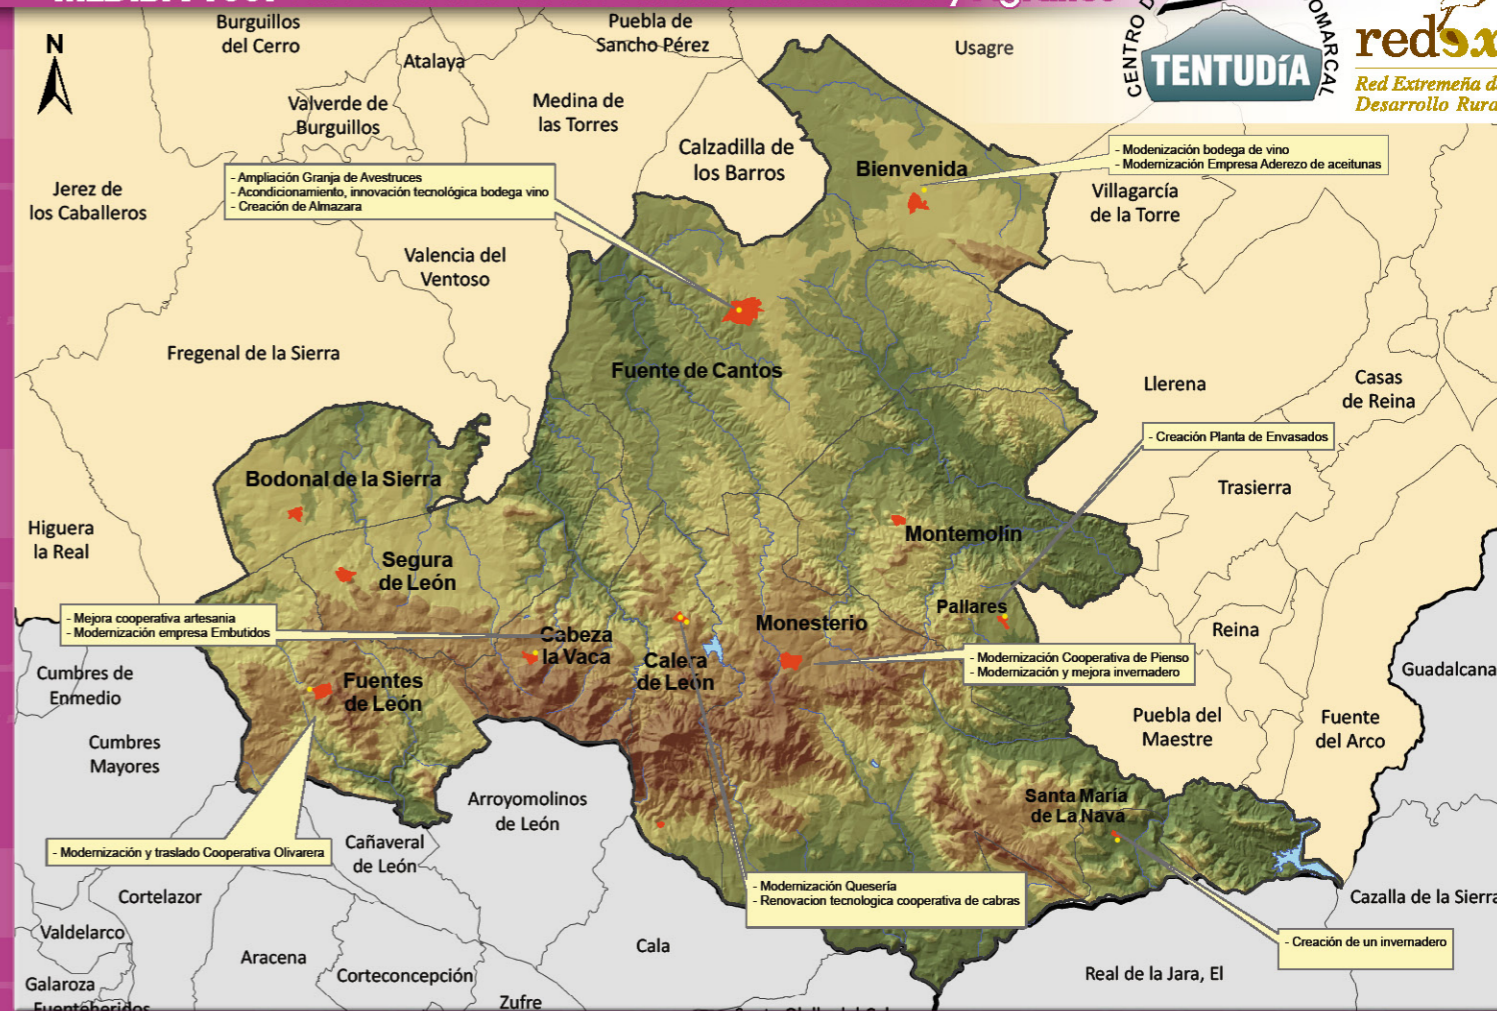 Burguillos
del Cerro
Puebla de
Sancho Pérez
Usagre
CENTRO
OMARCAL
TENTUDíA
Red Extremeña d
Desarrollo Rura
N
Atalaya
Valverde de
Burguillos
Medina de
las Torres
Calzadilla de
los Barros
Bienvenida
- Modenización bodega de vino
- Modernización Empresa Aderezo de aceitunas
- Ampliación Granja de Avestruces
- Acondicionamiento, innovación tecnológica bodega vino
- Creación de Almazara
Jerez de
los Caballeros
Villagarcía
de la Torre
Valencia del
Ventoso
Fregenal de la Sierra
Fuente de Cantos
Llerena
Casas
de Reina
- Creación Planta de Envasados
Bodonal de la Sierra
Trasierra
Higuera
la Real
Montemolín
Segura
de León
Pallares
- Mejora cooperativa artesania
- Modernización empresa Embutidos
Monesterio
Reina
Cabeza
la Vaca
Calera
de León
- Modernización Cooperativa de Pienso
- Modernización y mejora invernadero
Guadalcana
Cumbres de
Enmedio
Fuentes
de León
Puebla del
Maestre
Fuente
del Arco
Cumbres
Mayores
Arroyomolinos
de León
Santa María
de La Nava
- Modernización y traslado Cooperativa Olivarera
Cañaveral
de León
- Modernización Quesería
- Renovacion tecnologica cooperativa de cabras
Cortelazor
Cazalla de la Sierra
Valdelarco
- Creación de un invernadero
Aracena
Cala
Corteconcepción
Real de la Jara, El
Galaroza
Zufre
Fuenteheridos